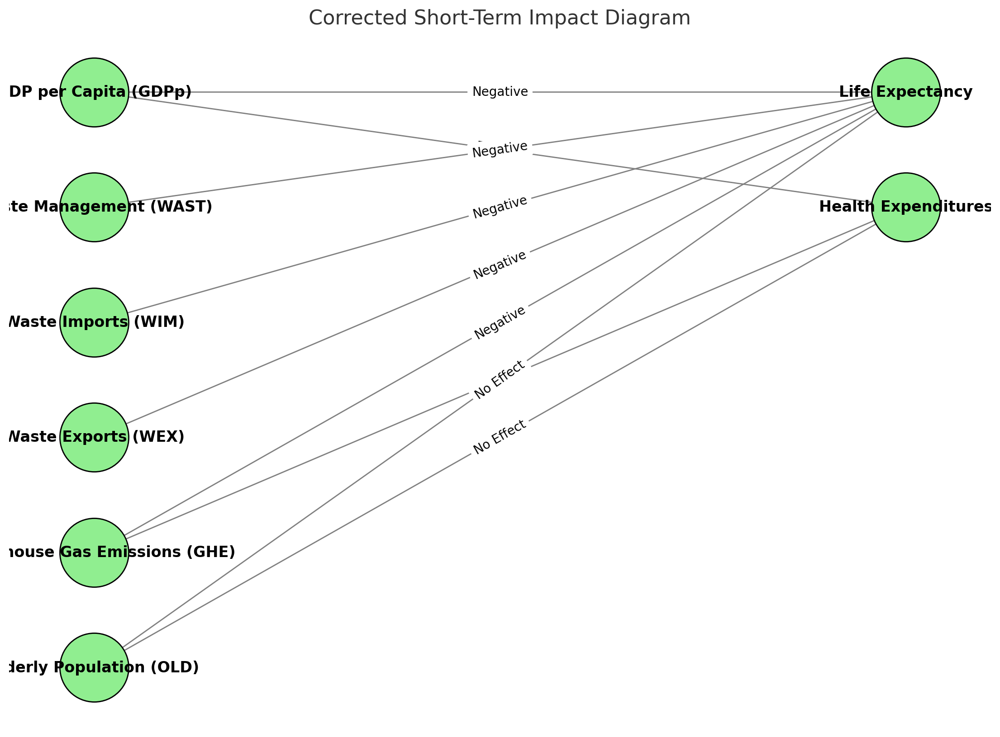 Corrected Short-Term Impact Diagram
DP per Capita (GDPp)
Negative
Life Expectancy
Negative
ste Management (WAST)
Negative
Health Expenditures
Negative
Waste Imports (WIM)
Negative
No Effect
Waste Exports (WEX)
No Effect
house Gas Emissions (GHE)
derly Population (OLD)